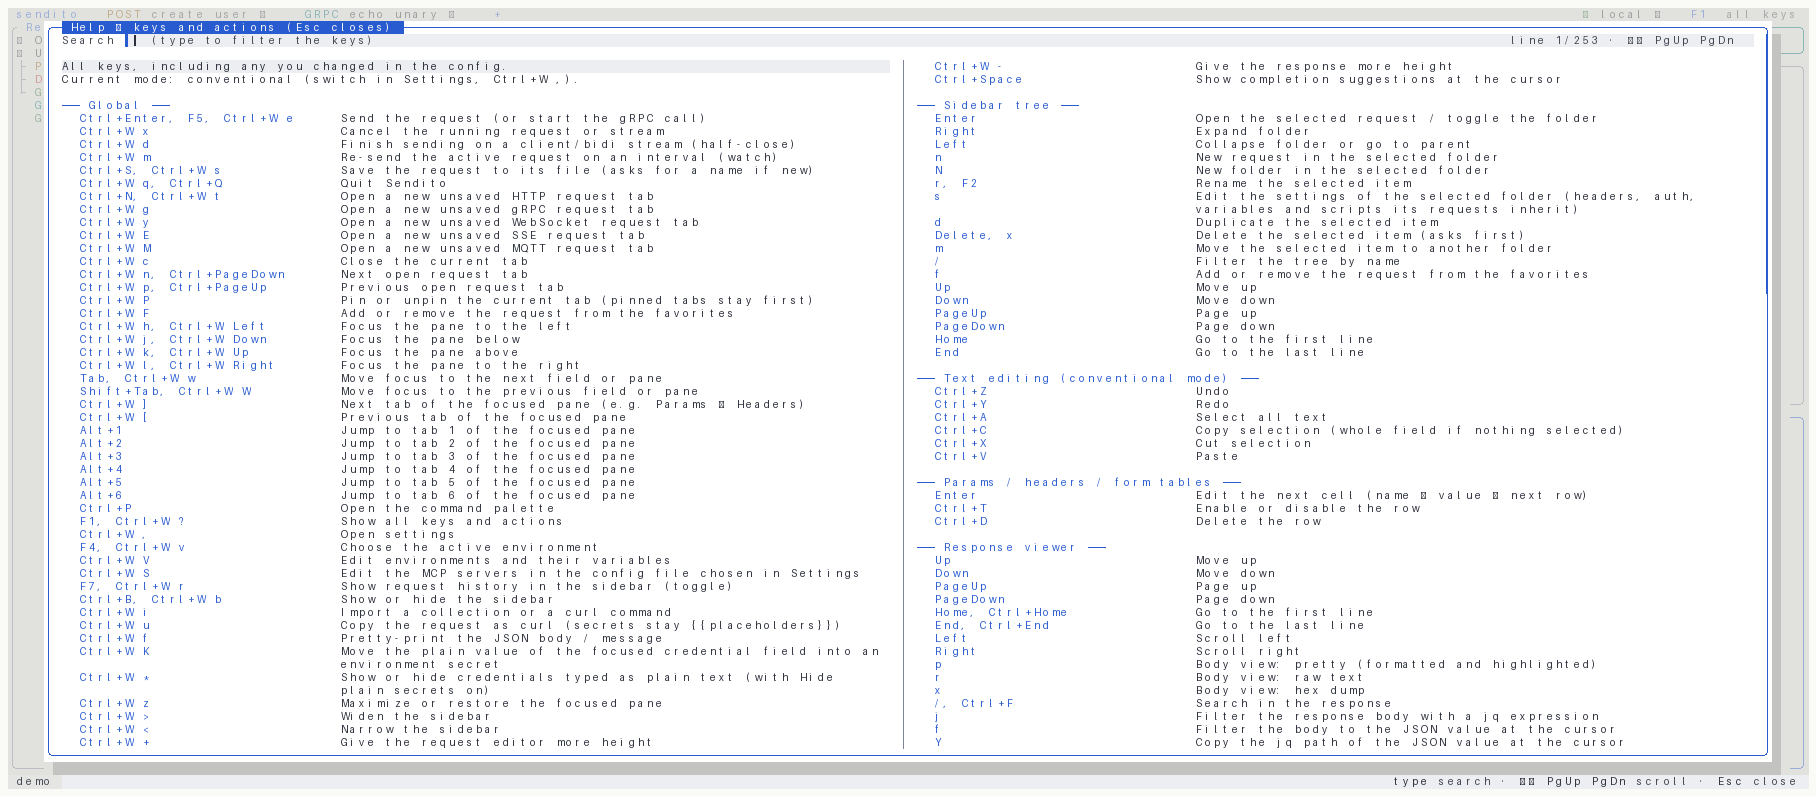 sendito POST create user GRPC echo unary + local F1 all keys
Help keys and actions (Esc closes)
Search (type to filter the keys) line 1/253 · PgUp PgDn
All keys, including any you changed in the config.
Current mode: conventional (switch in Settings, Ctrl+W ,).
Global
Ctrl+Enter, F5, Ctrl+W e Send the request (or start the gRPC call)
Ctrl+W x Cancel the running request or stream
Ctrl+W d Finish sending on a client/bidi stream (half-close)
Ctrl+W m Re-send the active request on an interval (watch)
Ctrl+S, Ctrl+W s Save the request to its file (asks for a name if new)
Ctrl+W q, Ctrl+Q Quit Sendito
Ctrl+N, Ctrl+W t Open a new unsaved HTTP request tab
Ctrl+W g Open a new unsaved gRPC request tab
Ctrl+W y Open a new unsaved WebSocket request tab
Ctrl+W E Open a new unsaved SSE request tab
Ctrl+W M Open a new unsaved MQTT request tab
Ctrl+W c Close the current tab
Ctrl+W n, Ctrl+PageDown Next open request tab
Ctrl+W p, Ctrl+PageUp Previous open request tab
Ctrl+W P Pin or unpin the current tab (pinned tabs stay first)
Ctrl+W F Add or remove the request from the favorites
Ctrl+W h, Ctrl+W Left Focus the pane to the left
Ctrl+W j, Ctrl+W Down Focus the pane below
Ctrl+W k, Ctrl+W Up Focus the pane above
Ctrl+W l, Ctrl+W Right Focus the pane to the right
Tab, Ctrl+W w Move focus to the next field or pane
Shift+Tab, Ctrl+W W Move focus to the previous field or pane
Ctrl+W ] Next tab of the focused pane (e.g. Params Headers)
Ctrl+W [ Previous tab of the focused pane
Alt+1 Jump to tab 1 of the focused pane
Alt+2 Jump to tab 2 of the focused pane
Alt+3 Jump to tab 3 of the focused pane
Alt+4 Jump to tab 4 of the focused pane
Alt+5 Jump to tab 5 of the focused pane
Alt+6 Jump to tab 6 of the focused pane
Ctrl+P Open the command palette
F1, Ctrl+W ? Show all keys and actions
Ctrl+W , Open settings
F4, Ctrl+W v Choose the active environment
Ctrl+W V Edit environments and their variables
Ctrl+W S Edit the MCP servers in the config file chosen in Settings
F7, Ctrl+W r Show request history in the sidebar (toggle)
Ctrl+B, Ctrl+W b Show or hide the sidebar
Ctrl+W i Import a collection or a curl command
Ctrl+W u Copy the request as curl (secrets stay {{placeholders}})
Ctrl+W f Pretty-print the JSON body / message
Ctrl+W K Move the plain value of the focused credential field into an
environment secret
Ctrl+W * Show or hide credentials typed as plain text (with Hide
plain secrets on)
Ctrl+W z Maximize or restore the focused pane
Ctrl+W > Widen the sidebar
Ctrl+W < Narrow the sidebar
Ctrl+W + Give the request editor more height
Ctrl+W - Give the response more height
Ctrl+Space Show completion suggestions at the cursor
Sidebar tree
Enter Open the selected request / toggle the folder
Right Expand folder
Left Collapse folder or go to parent
n New request in the selected folder
N New folder in the selected folder
r, F2 Rename the selected item
s Edit the settings of the selected folder (headers, auth,
variables and scripts its requests inherit)
d Duplicate the selected item
Delete, x Delete the selected item (asks first)
m Move the selected item to another folder
/ Filter the tree by name
f Add or remove the request from the favorites
Up Move up
Down Move down
PageUp Page up
PageDown Page down
Home Go to the first line
End Go to the last line
Text editing (conventional mode)
Ctrl+Z Undo
Ctrl+Y Redo
Ctrl+A Select all text
Ctrl+C Copy selection (whole field if nothing selected)
Ctrl+X Cut selection
Ctrl+V Paste
Params / headers / form tables
Enter Edit the next cell (name value next row)
Ctrl+T Enable or disable the row
Ctrl+D Delete the row
Response viewer
Up Move up
Down Move down
PageUp Page up
PageDown Page down
Home, Ctrl+Home Go to the first line
End, Ctrl+End Go to the last line
Left Scroll left
Right Scroll right
p Body view: pretty (formatted and highlighted)
r Body view: raw text
x Body view: hex dump
/, Ctrl+F Search in the response
j Filter the response body with a jq expression
f Filter the body to the JSON value at the cursor
Y Copy the jq path of the JSON value at the cursor
demo type search · PgUp PgDn scroll · Esc close